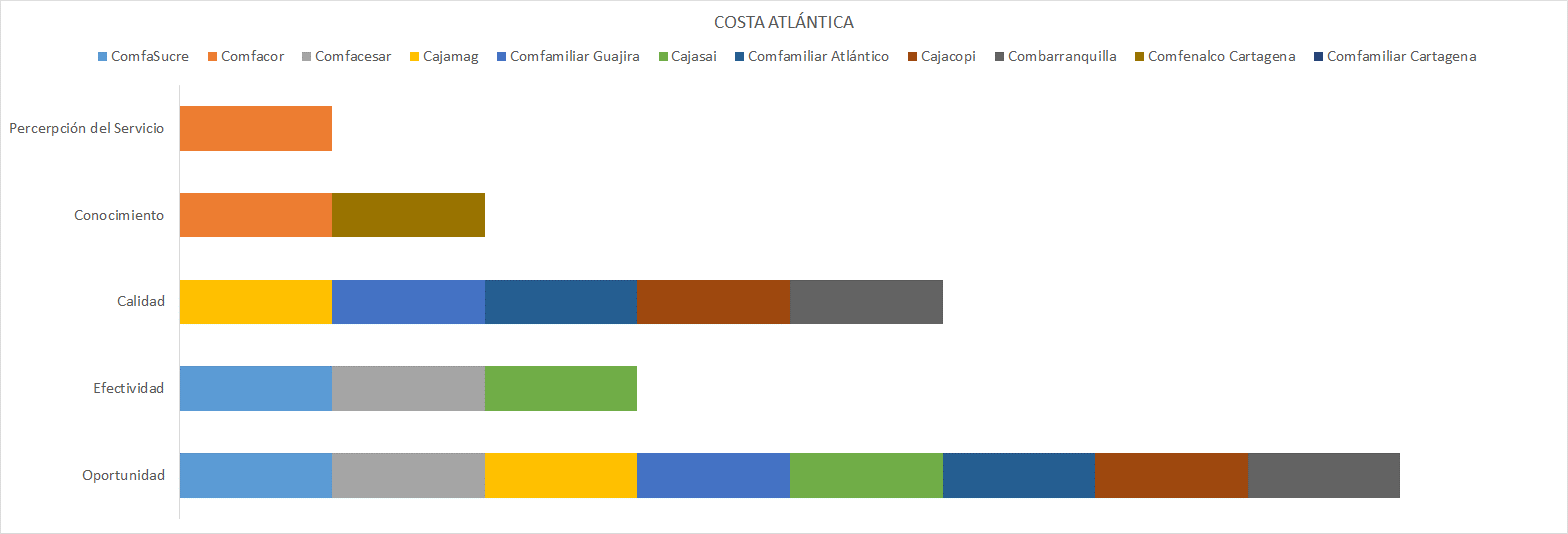 COSTA ATLÁNTICA
ComfaSucre Comfacor Comfacesar Cajamag Comfamiliar Guajira Cajasai Comfamiliar Atlántico Cajacopi Combarranquilla Comfenalco Cartagena Comfamiliar Cartagena
Percerpción del Servicio
Conocimiento
Calidad
Efectividad
Oportunidad